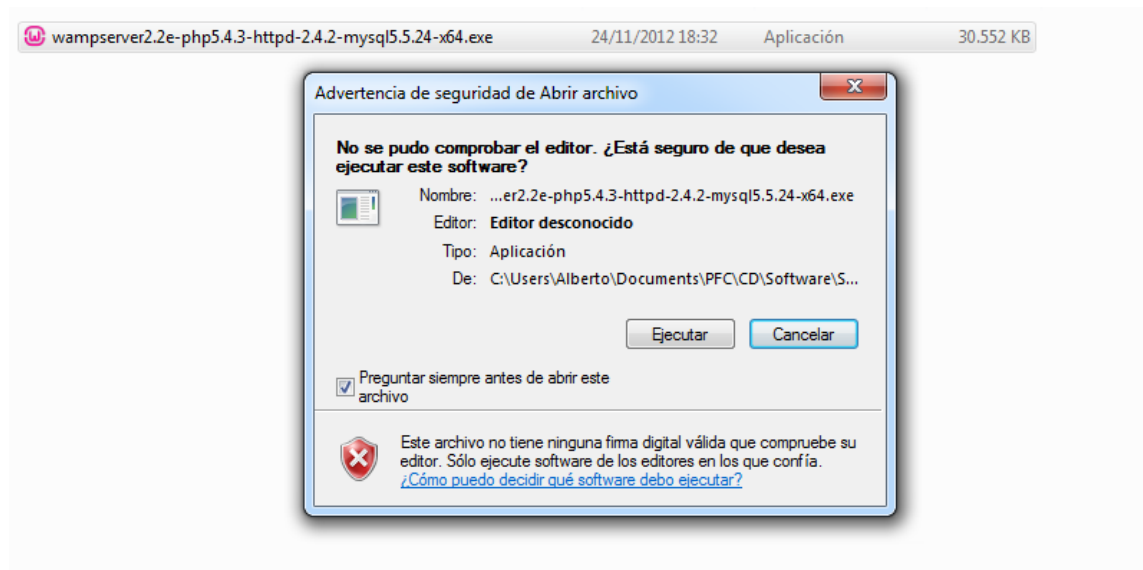 wampserver2.2e-php5.4.3-httpd-2.4.2-mysql5.5.24-x64.exe 24/11/2012 18:32 Aplicación 30.552 KB
Advertencia de seguridad de Abrir archivo
No se pudo comprobar el editor. ¿Está seguro de que desea
ejecutar este software?
Nombre: ...er2.2e-php5.4.3-httpd-2.4.2-mysql5.5.24-x64.exe
Editor: Editor desconocido
Tipo: Aplicación
De: C:\Users\Alberto\Documents\PFC\CD\Software\S...
Ejecutar Cancelar
Preguntar siempre antes de abrir este
archivo
Este archivo no tiene ninguna firma digital válida que compruebe su
editor. Sólo ejecute software de los editores en los que confía.
¿Cómo puedo decidir qué software debo ejecutar?